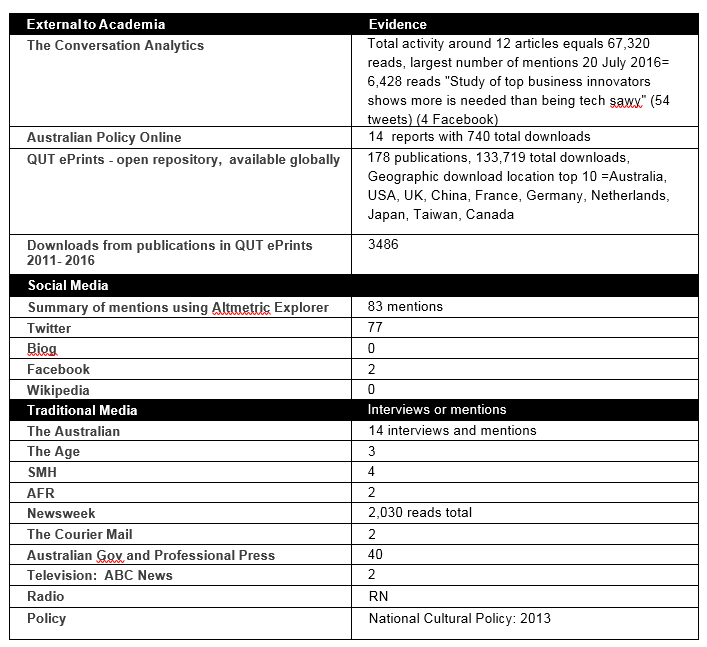 External to Academia Evidence
The Conversation Analytics Total activity around 12 articles equals 67,320
reads, largest number of mentions 20 July 2016=
6,428 reads "Study of top business innovators
shows more is needed than being tech sawy" (54
tweets) (4 Facebook)
Australian Policy Online 14 reports with 740 total downloads
QUT ePrints - open repository, available globally 178 publications, 133,719 total downloads,
Geographic download location top 10 =Australia,
USA, UK, China, France, Germany, Netherlands,
Japan, Taiwan, Canada
Downloads from publications in QUT ePrints 3486
2011- 2016
Social Media
Summary of mentions using Altmetric Explorer 83 mentions
Twitter 77
Biog 0
Facebook 2
Wikipedia 0
Traditional Media Interviews or mentions
The Australian 14 interviews and mentions
The Age 3
SMH 4
AFR 2
Newsweek 2,030 reads total
The Courier Mail 2
Australian Gov and Professional Press 40
Television: ABC News 2
Radio RN
Policy National Cultural Policy: 2013